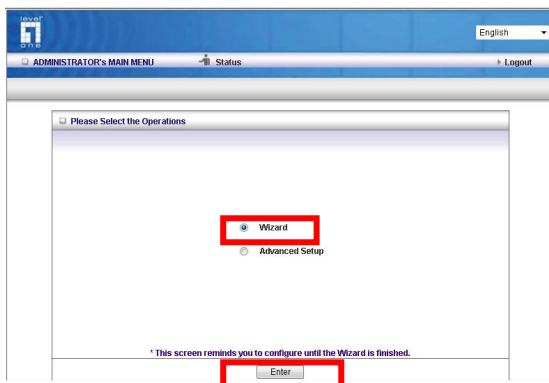 level
one
English
ADMINISTRATOR's MAIN MENU Status Logout
Please Select the Operations
Wizard
Advanced Setup
* This screen reminds you to configure until the Wizard is finished.
Enter